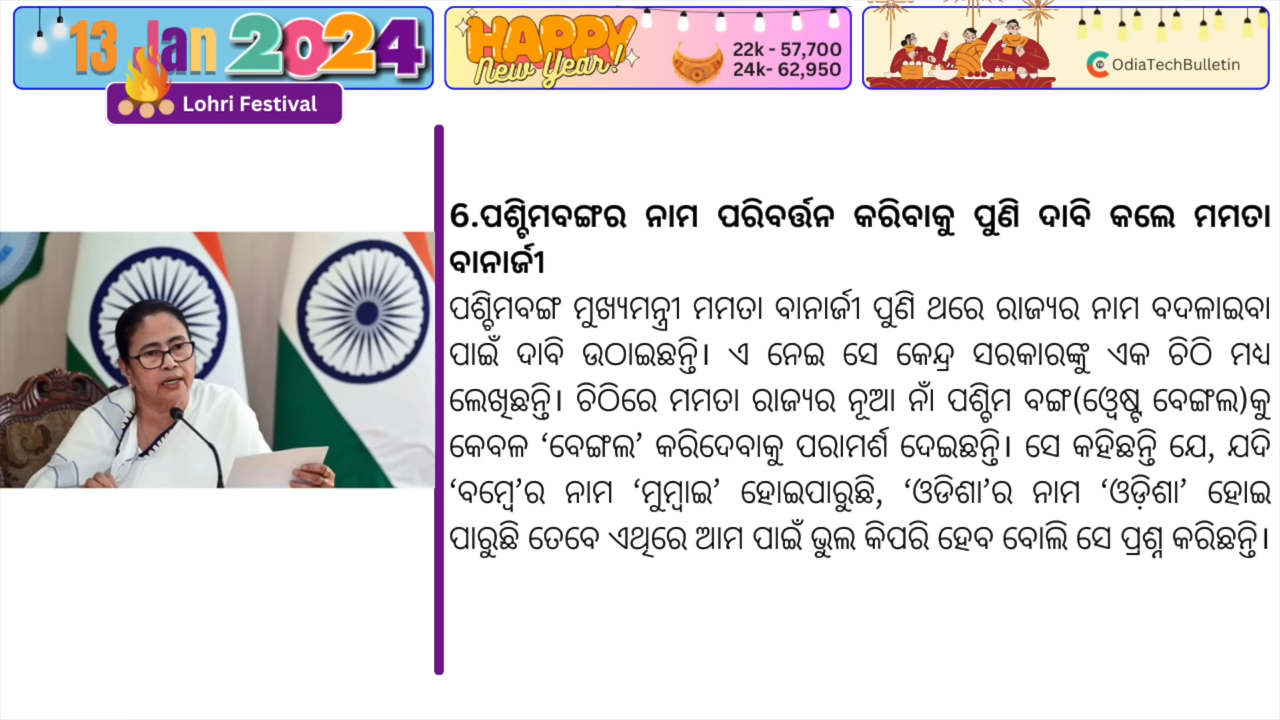 13 Jan 2024
Lohri Festival
HAPPY
New Year!
22k - 57,700
24k- 62,950
OdiaTechBulletin
6.ପଶ୍ଚିମବଙ୍ଗର ନାମ ପରିବର୍ତ୍ତନ କରିବାକୁ ପୁଣି ଦାବି କଲେ ମମତା
ବାନାର୍ଜୀ
ପଶ୍ଚିମବଙ୍ଗ ମୁଖ୍ୟମନ୍ତ୍ରୀ ମମତା ବାନାର୍ଜୀ ପୁଣି ଥରେ ରାଜ୍ୟର ନାମ ବଦଳାଇବା
ପାଇଁ ଦାବି ଉଠାଇଛନ୍ତି। ଏ ନେଇ ସେ କେନ୍ଦ୍ର ସରକାରଙ୍କୁ ଏକ ଚିଠି ମଧ୍ୟ
ଲେଖିଛନ୍ତି। ଚିଠିରେ ମମତା ରାଜ୍ୟର ନୂଆ ନାଁ ପଶ୍ଚିମ ବଙ୍ଗ(ୱେଷ୍ଟ ବେଙ୍ଗଲ)କୁ
କେବଳ ‘ବେଙ୍ଗଲ’ କରିଦେବାକୁ ପରାମର୍ଶ ଦେଇଛନ୍ତି। ସେ କହିଛନ୍ତି ଯେ, ଯଦି
‘ବମ୍ବେ’ର ନାମ ‘ମୁମ୍ବାଇ’ ହୋଇପାରୁଛି, ‘ଓଡିଶା’ର ନାମ ‘ଓଡ଼ିଶା’ ହୋଇ
ପାରୁଛି ତେବେ ଏଥିରେ ଆମ ପାଇଁ ଭୁଲ କିପରି ହେବ ବୋଲି ସେ ପ୍ରଶ୍ନ କରିଛନ୍ତି।